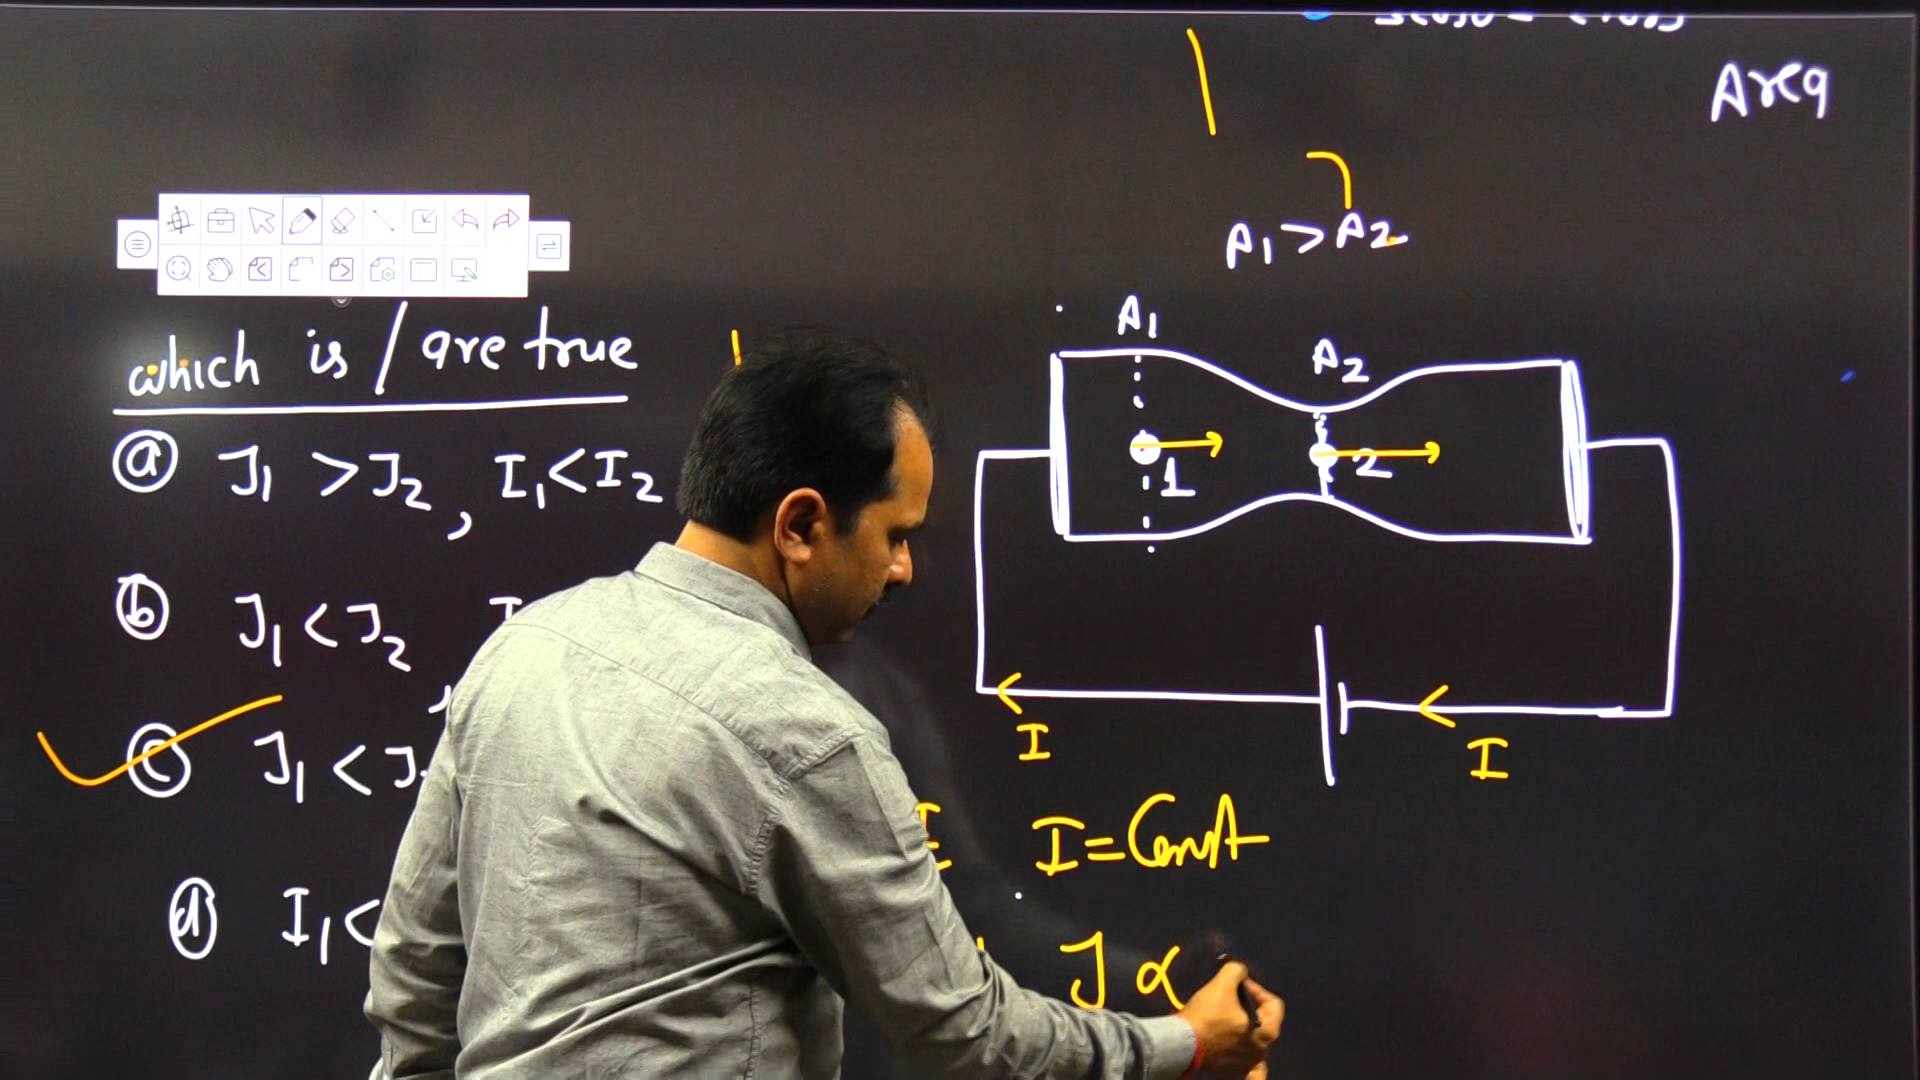 Area
A₁ > A₂
which is / are true
A₁
A₂
ⓐ J₁ > J₂ , I₁ < I₂
1
2
ⓑ J₁ < J₂ ,
ⓒ J₁ < J
I
I
I = Const
ⓓ I₁ <
J ∝